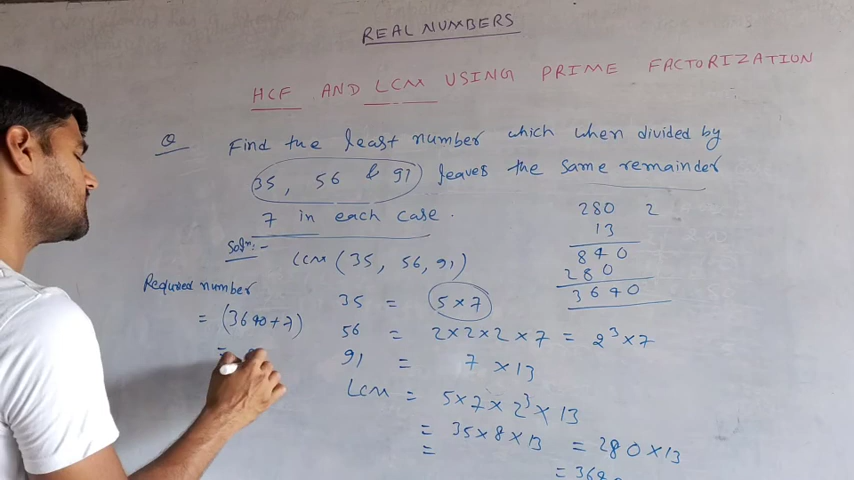 REAL NUMBERS
HCF AND LCM USING PRIME FACTORIZATION
Q Find the least number which when divided by
35, 56 & 91 leaves the same remainder
7 in each case.
Soln:-
LCM (35, 56, 91)
280 2
13
840
280
3640
Required number
= (3640+7)
=
35 = 5×7
56 = 2×2×2×7 = 2³×7
91 = 7×13
LCM = 5×7×2³×13
= 35×8×13 = 280×13
=
= 3640